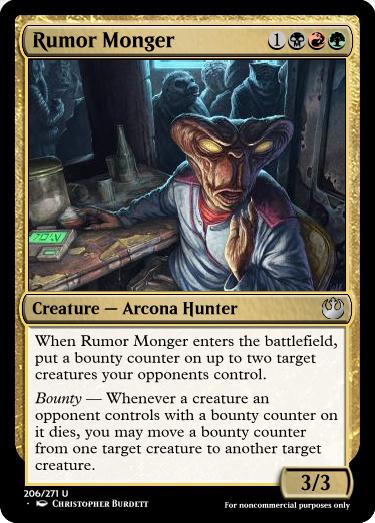 Rumor Monger 1
Creature — Arcona Hunter
When Rumor Monger enters the battlefield,
put a bounty counter on up to two target
creatures your opponents control.
Bounty — Whenever a creature an
opponent controls with a bounty counter on
it dies, you may move a bounty counter
from one target creature to another target
creature.
3/3
206/271 U
· Christopher Burdett
For noncommercial purposes only